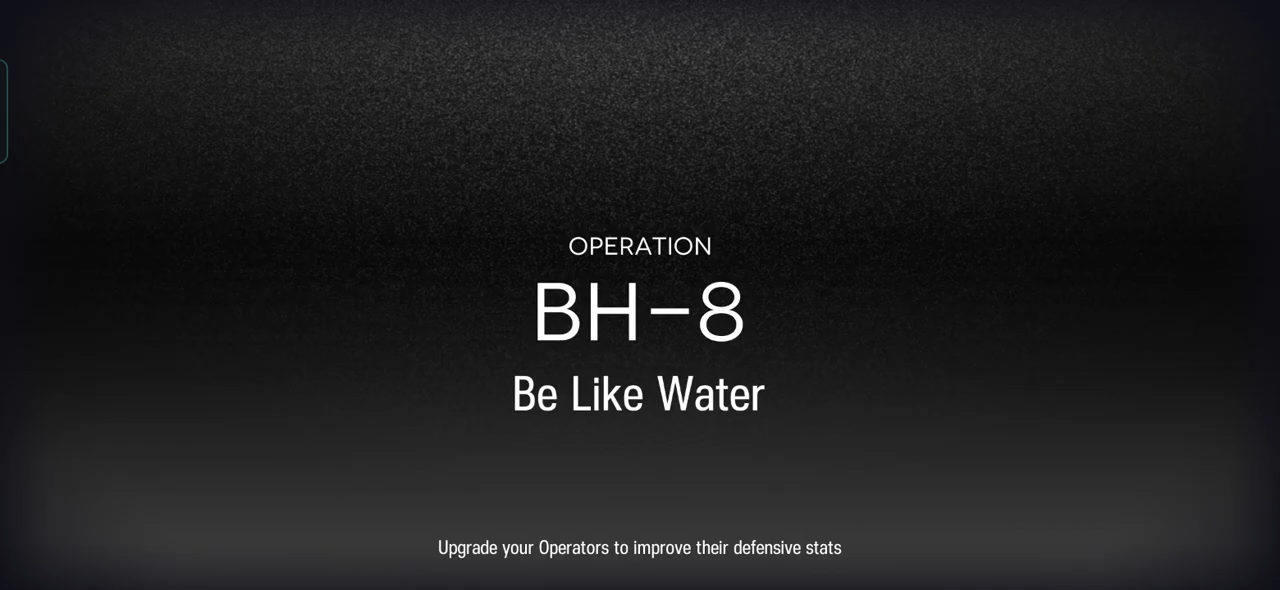 OPERATION
BH-8
Be Like Water
Upgrade your Operators to improve their defensive stats